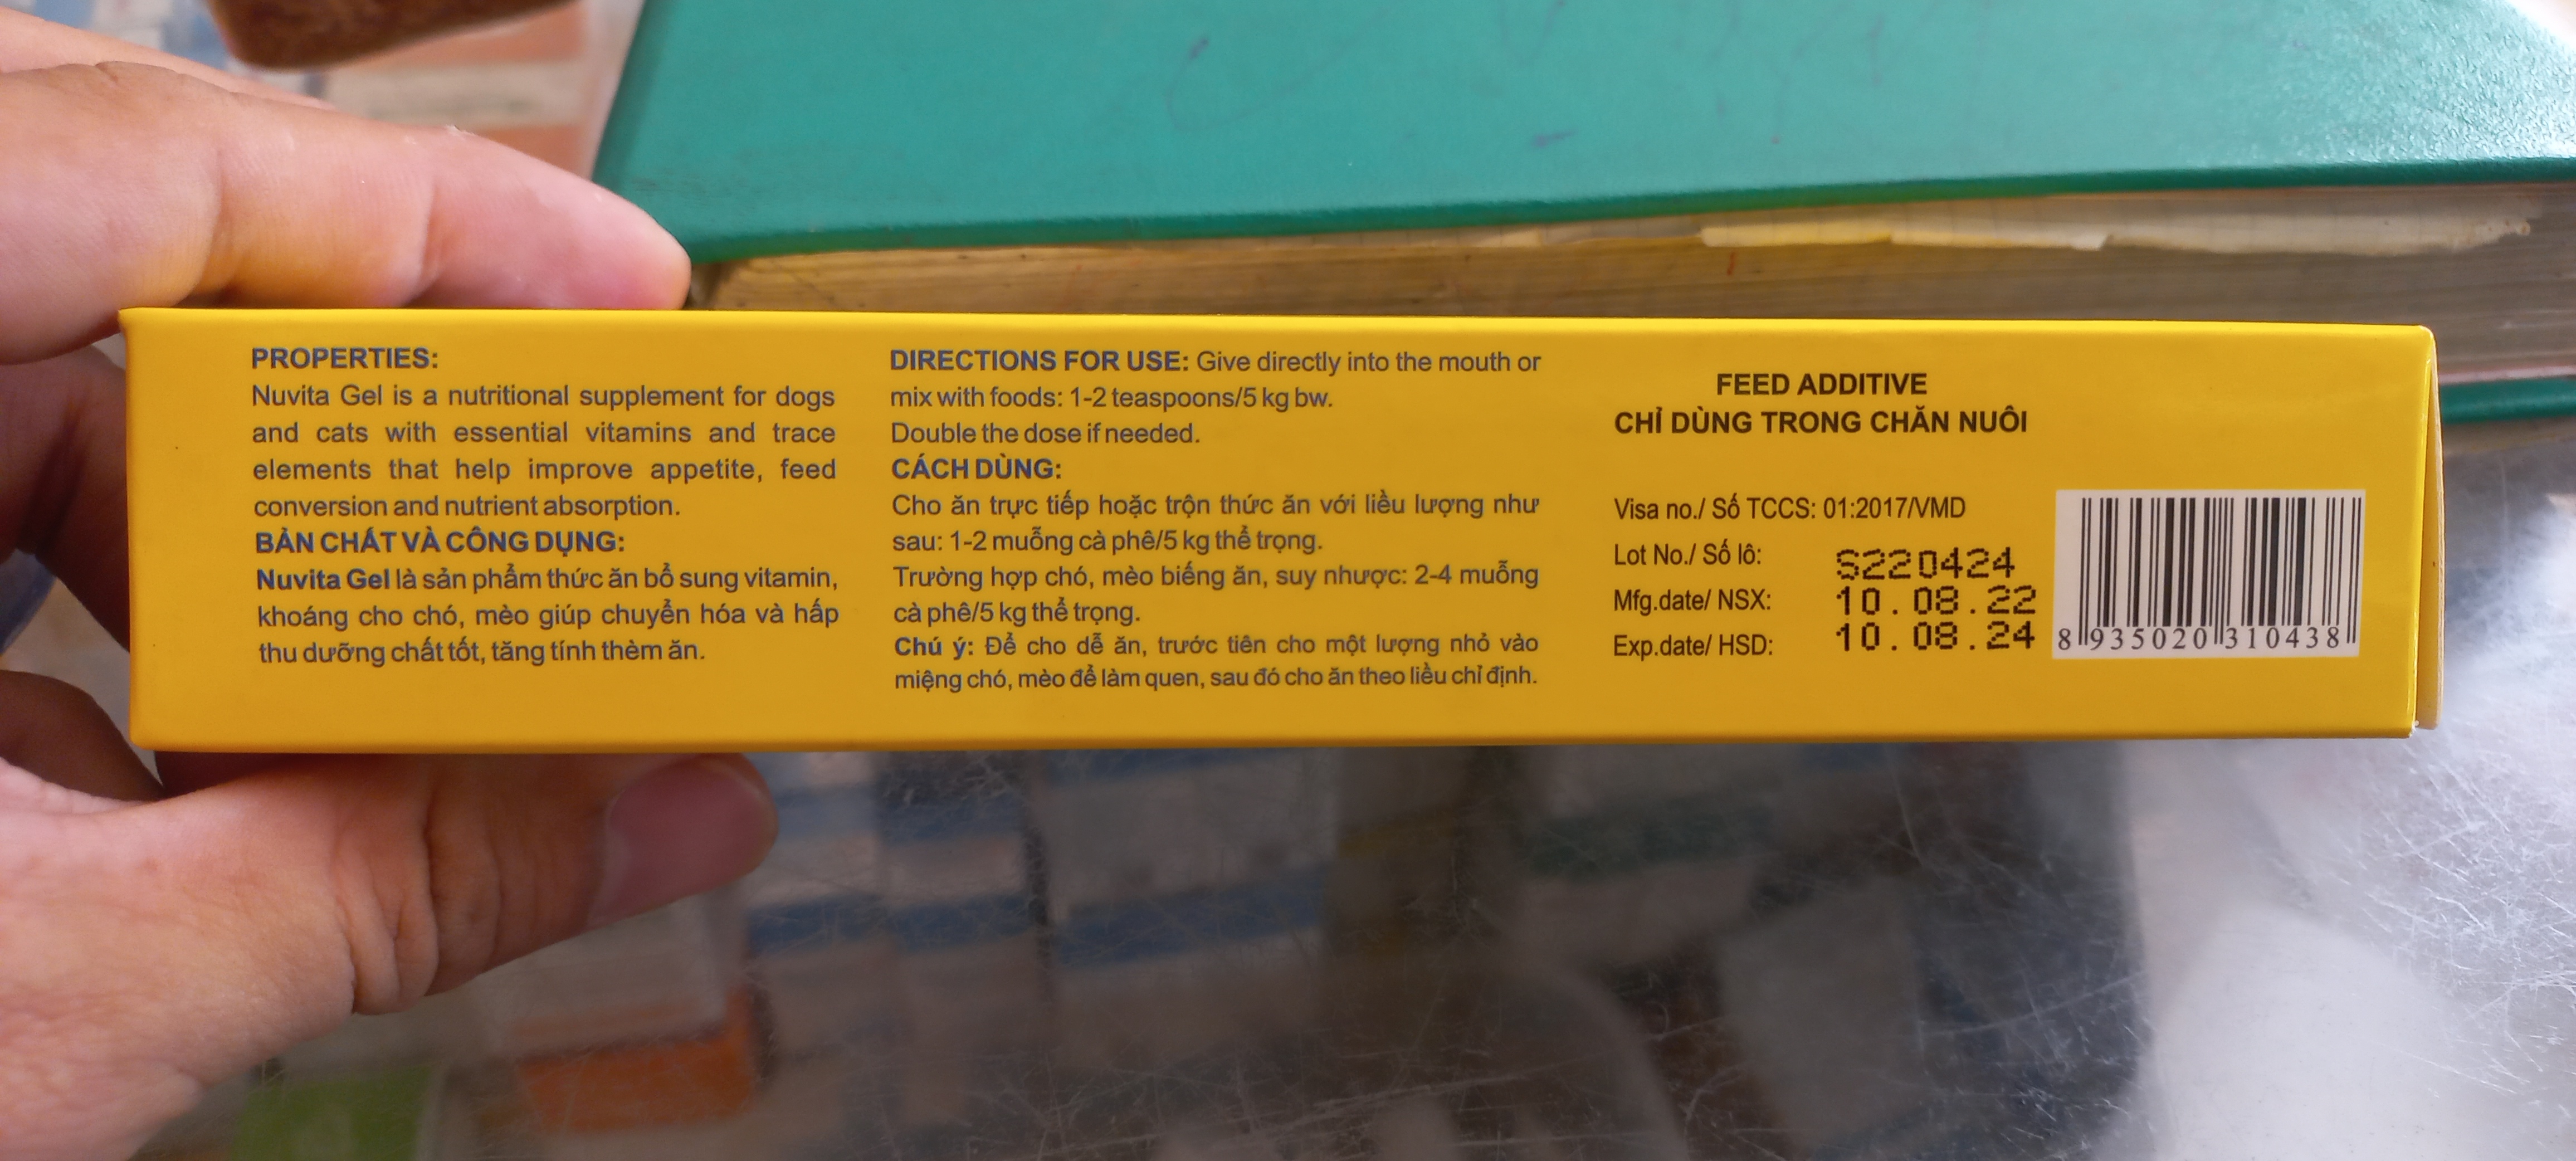 PROPERTIES:
Nuvita Gel is a nutritional supplement for dogs
and cats with essential vitamins and trace
elements that help improve appetite, feed
conversion and nutrient absorption.
BẢN CHẤT VÀ CÔNG DỤNG:
Nuvita Gel là sản phẩm thức ăn bổ sung vitamin,
khoáng cho chó, mèo giúp chuyển hóa và hấp
thu dưỡng chất tốt, tăng tính thèm ăn.
DIRECTIONS FOR USE: Give directly into the mouth or
mix with foods: 1-2 teaspoons/5 kg bw.
Double the dose if needed.
CÁCH DÙNG:
Cho ăn trực tiếp hoặc trộn thức ăn với liều lượng như
sau: 1-2 muỗng cà phê/5 kg thể trọng.
Trường hợp chó, mèo biếng ăn, suy nhược: 2-4 muỗng
cà phê/5 kg thể trọng.
Chú ý: Để cho dễ ăn, trước tiên cho một lượng nhỏ vào
miệng chó, mèo để làm quen, sau đó cho ăn theo liều chỉ định.
FEED ADDITIVE
CHỈ DÙNG TRONG CHĂN NUÔI
Visa no./ Số TCCS: 01:2017/VMD
Lot No./ Số lô: S220424
Mfg.date/ NSX: 10.08.22
Exp.date/ HSD: 10.08.24
8 935020 310438